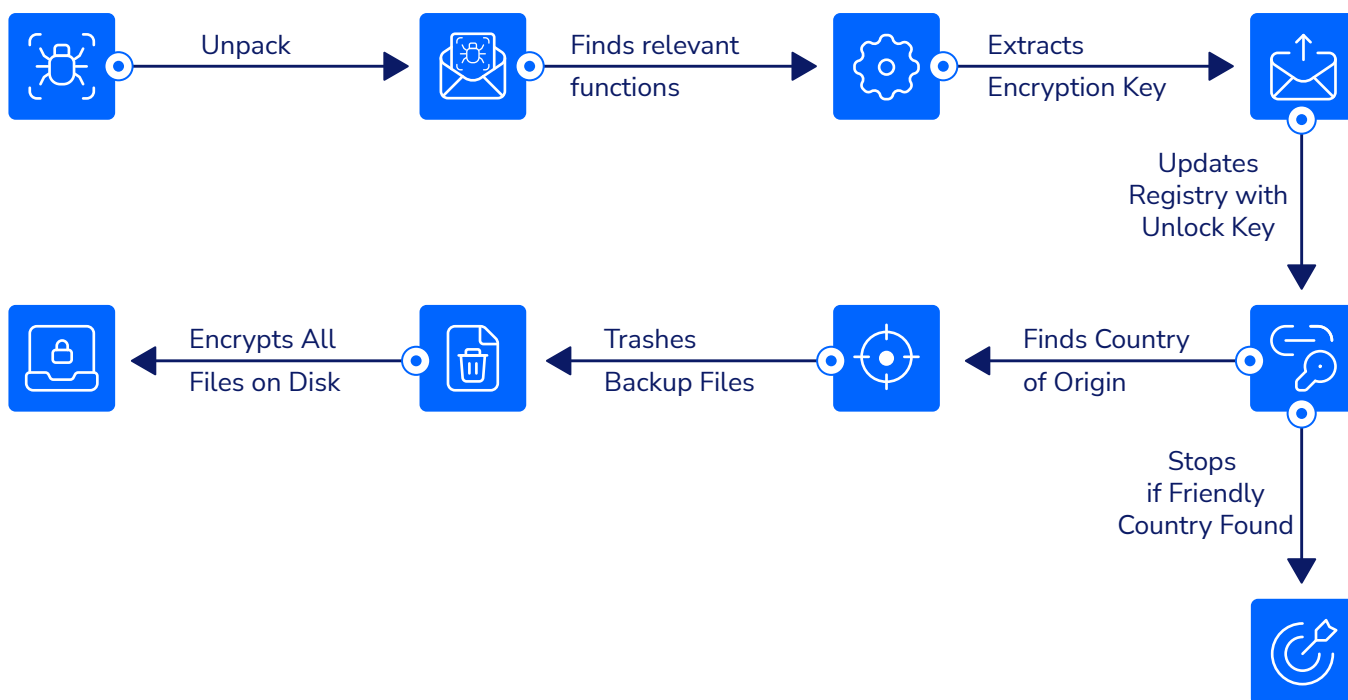 Unpack
Finds relevant
functions
Extracts
Encryption Key
Updates
Registry with
Unlock Key
Finds Country
of Origin
Trashes
Backup Files
Encrypts All
Files on Disk
Stops
if Friendly
Country Found